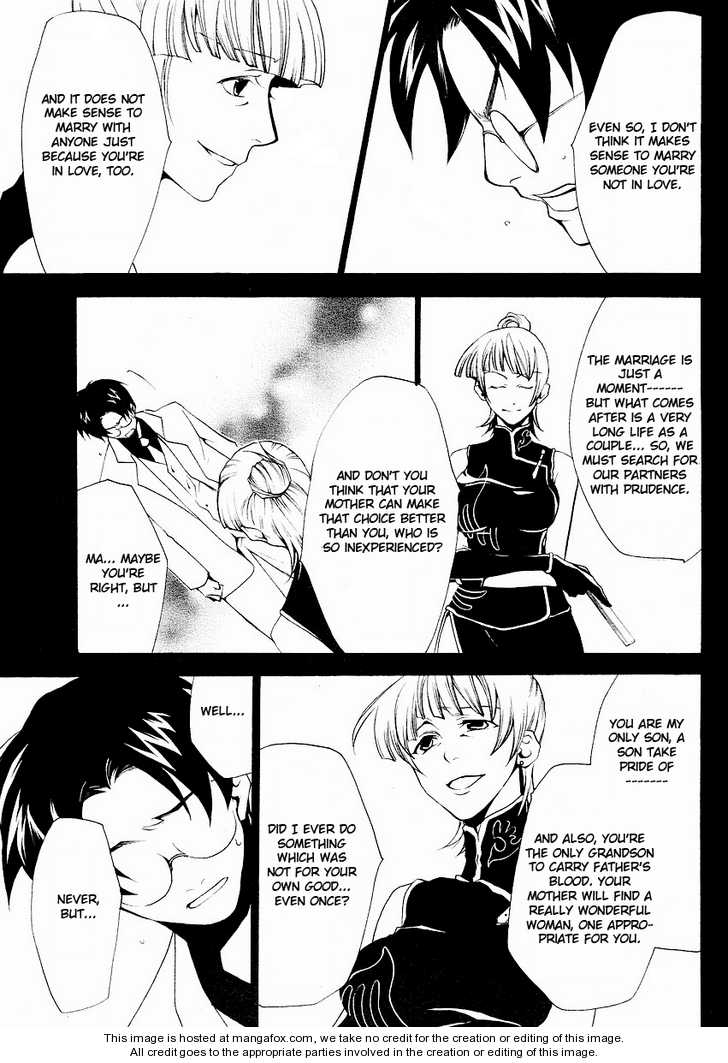 EVEN SO, I DON'T
THINK IT MAKES
SENSE TO MARRY
SOMEONE YOU'RE
NOT IN LOVE.
AND IT DOES NOT
MAKE SENSE TO
MARRY WITH
ANYONE JUST
BECAUSE YOU'RE
IN LOVE, TOO.
THE MARRIAGE IS
JUST A
MOMENT------
BUT WHAT COMES
AFTER IS A VERY
LONG LIFE AS A
COUPLE... SO, WE
MUST SEARCH FOR
OUR PARTNERS
WITH PRUDENCE.
AND DON'T YOU
THINK THAT YOUR
MOTHER CAN MAKE
THAT CHOICE BETTER
THAN YOU, WHO IS
SO INEXPERIENCED?
MA... MAYBE
YOU'RE
RIGHT, BUT
...
YOU ARE MY
ONLY SON, A
SON TAKE
PRIDE OF
-------
AND ALSO, YOU'RE
THE ONLY GRANDSON
TO CARRY FATHER'S
BLOOD. YOUR
MOTHER WILL FIND A
REALLY WONDERFUL
WOMAN, ONE APPRO-
PRIATE FOR YOU.
DID I EVER DO
SOMETHING
WHICH WAS
NOT FOR YOUR
OWN GOOD...
EVEN ONCE?
WELL...
NEVER,
BUT...
This image is hosted at mangafox.com, we take no credit for the creation or editing of this image.
All credit goes to the appropriate parties involved in the creation or editing of this image.